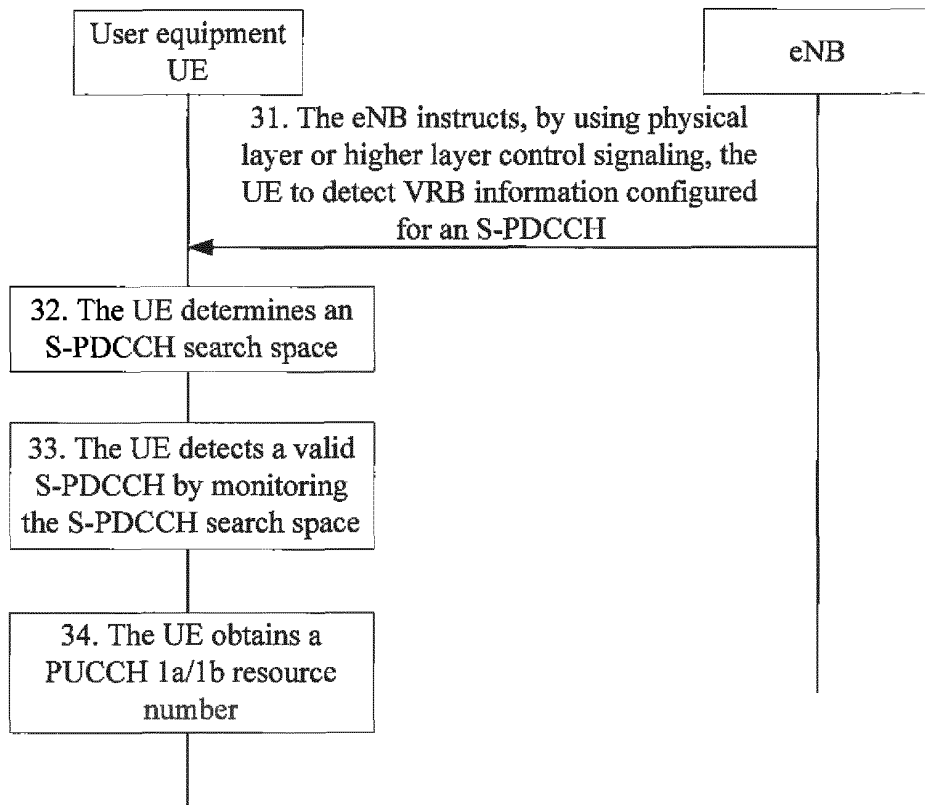 User equipment
UE
eNB
31. The eNB instructs, by using physical
layer or higher layer control signaling, the
UE to detect VRB information configured
for an S-PDCCH
32. The UE determines an
S-PDCCH search space
33. The UE detects a valid
S-PDCCH by monitoring
the S-PDCCH search space
34. The UE obtains a
PUCCH 1a/1b resource
number